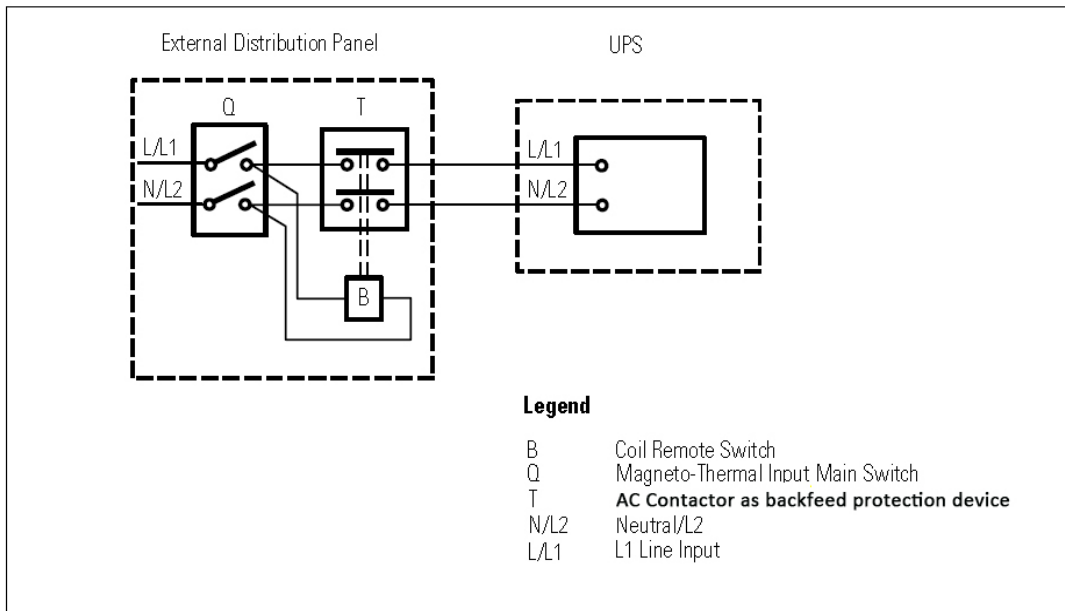 External Distribution Panel UPS
Q T
L/L1 L/L1
N/L2 N/L2
B
Legend
B Coil Remote Switch
Q Magneto-Thermal Input Main Switch
T AC Contactor as backfeed protection device
N/L2 Neutral/L2
L/L1 L1 Line Input